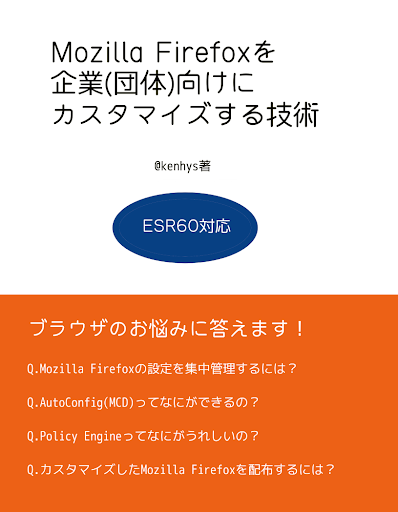 Mozilla Firefoxを
企業(団体)向けに
カスタマイズする技術
@kenhys著
ESR60対応
ブラウザのお悩みに答えます！
Q.Mozilla Firefoxの設定を集中管理するには？
Q.AutoConfig(MCD)ってなにができるの？
Q.Policy Engineってなにがうれしいの？
Q.カスタマイズしたMozilla Firefoxを配布するには？